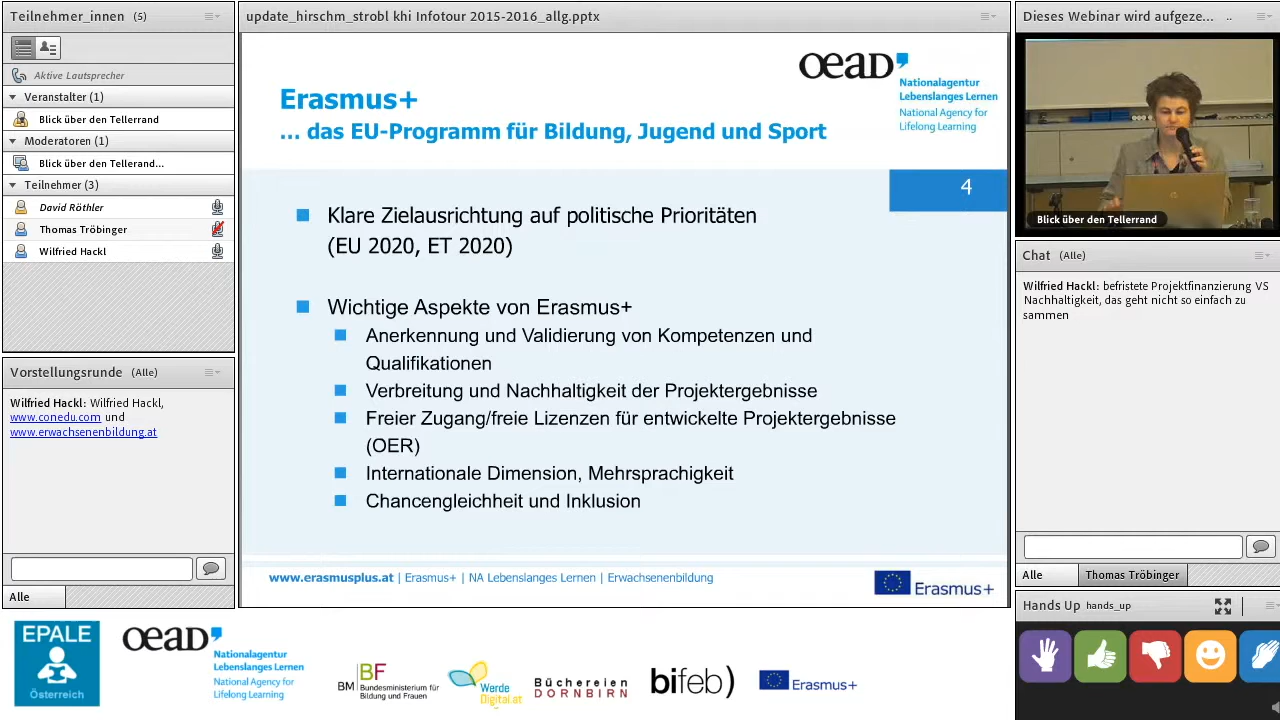 Teilnehmer_innen (5)
Aktive Lautsprecher
Veranstalter (1)
Blick über den Tellerrand
Moderatoren (1)
Blick über den Tellerran...
Teilnehmer (3)
David Röthler
Thomas Tröbinger
Wilfried Hackl
Vorstellungsrunde (Alle)
Wilfried Hackl: Wilfried Hackl,
www.conedu.com und
www.erwachsenenbildung.at
Alle
update_hirschm_strobl khi Infotour 2015-2016_allg.pptx
OEAD
Nationalagentur
Lebenslanges Lernen
National Agency for
Lifelong Learning
Erasmus+
... das EU-Programm für Bildung, Jugend und Sport
4
Klare Zielausrichtung auf politische Prioritäten
(EU 2020, ET 2020)
Wichtige Aspekte von Erasmus+
Anerkennung und Validierung von Kompetenzen und
Qualifikationen
Verbreitung und Nachhaltigkeit der Projektergebnisse
Freier Zugang/freie Lizenzen für entwickelte Projektergebnisse
(OER)
Internationale Dimension, Mehrsprachigkeit
Chancengleichheit und Inklusion
www.erasmusplus.at | Erasmus+ | NA Lebenslanges Lernen | Erwachsenenbildung
Erasmus+
Dieses Webinar wird aufgeze... ..
Blick über den Tellerrand
Chat (Alle)
Wilfried Hackl: befristete Projektfinanzierung VS
Nachhaltigkeit, das geht nicht so einfach zu
sammen
Alle
Thomas Tröbinger
Hands Up hands_up
EPALE
Österreich
OEAD
Nationalagentur
Lebenslanges Lernen
National Agency for
Lifelong Learning
BM BF
Bundesministerium für
Bildung und Frauen
Werde
Digital.at
Büchereien
DORNBIRN
bifeb)
Erasmus+